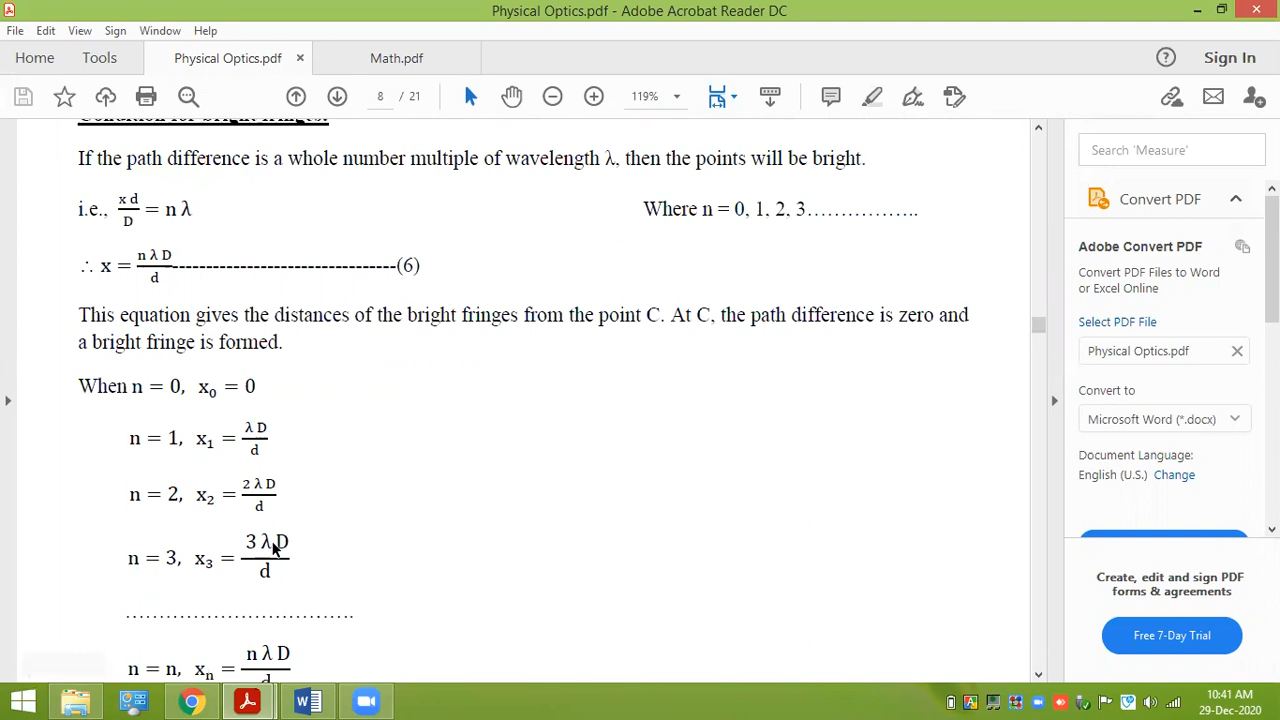 Physical Optics.pdf - Adobe Acrobat Reader DC
File Edit View Sign Window Help
Home Tools Physical Optics.pdf × Math.pdf Sign In
8 / 21 119%
Condition for bright fringes:
If the path difference is a whole number multiple of wavelength λ, then the points will be bright.
i.e., x d / D = n λ Where n = 0, 1, 2, 3……………..
∴ x = n λ D / d ---------------------------------(6)
This equation gives the distances of the bright fringes from the point C. At C, the path difference is zero and
a bright fringe is formed.
When n = 0, x₀ = 0
n = 1, x₁ = λ D / d
n = 2, x₂ = 2 λ D / d
n = 3, x₃ = 3 λ D / d
…………………………….
n = n, xₙ = n λ D / d
Search 'Measure'
Convert PDF
Adobe Convert PDF
Convert PDF Files to Word
or Excel Online
Select PDF File
Physical Optics.pdf
Convert to
Microsoft Word (*.docx)
Document Language:
English (U.S.) Change
Create, edit and sign PDF
forms & agreements
Free 7-Day Trial
10:41 AM
29-Dec-2020